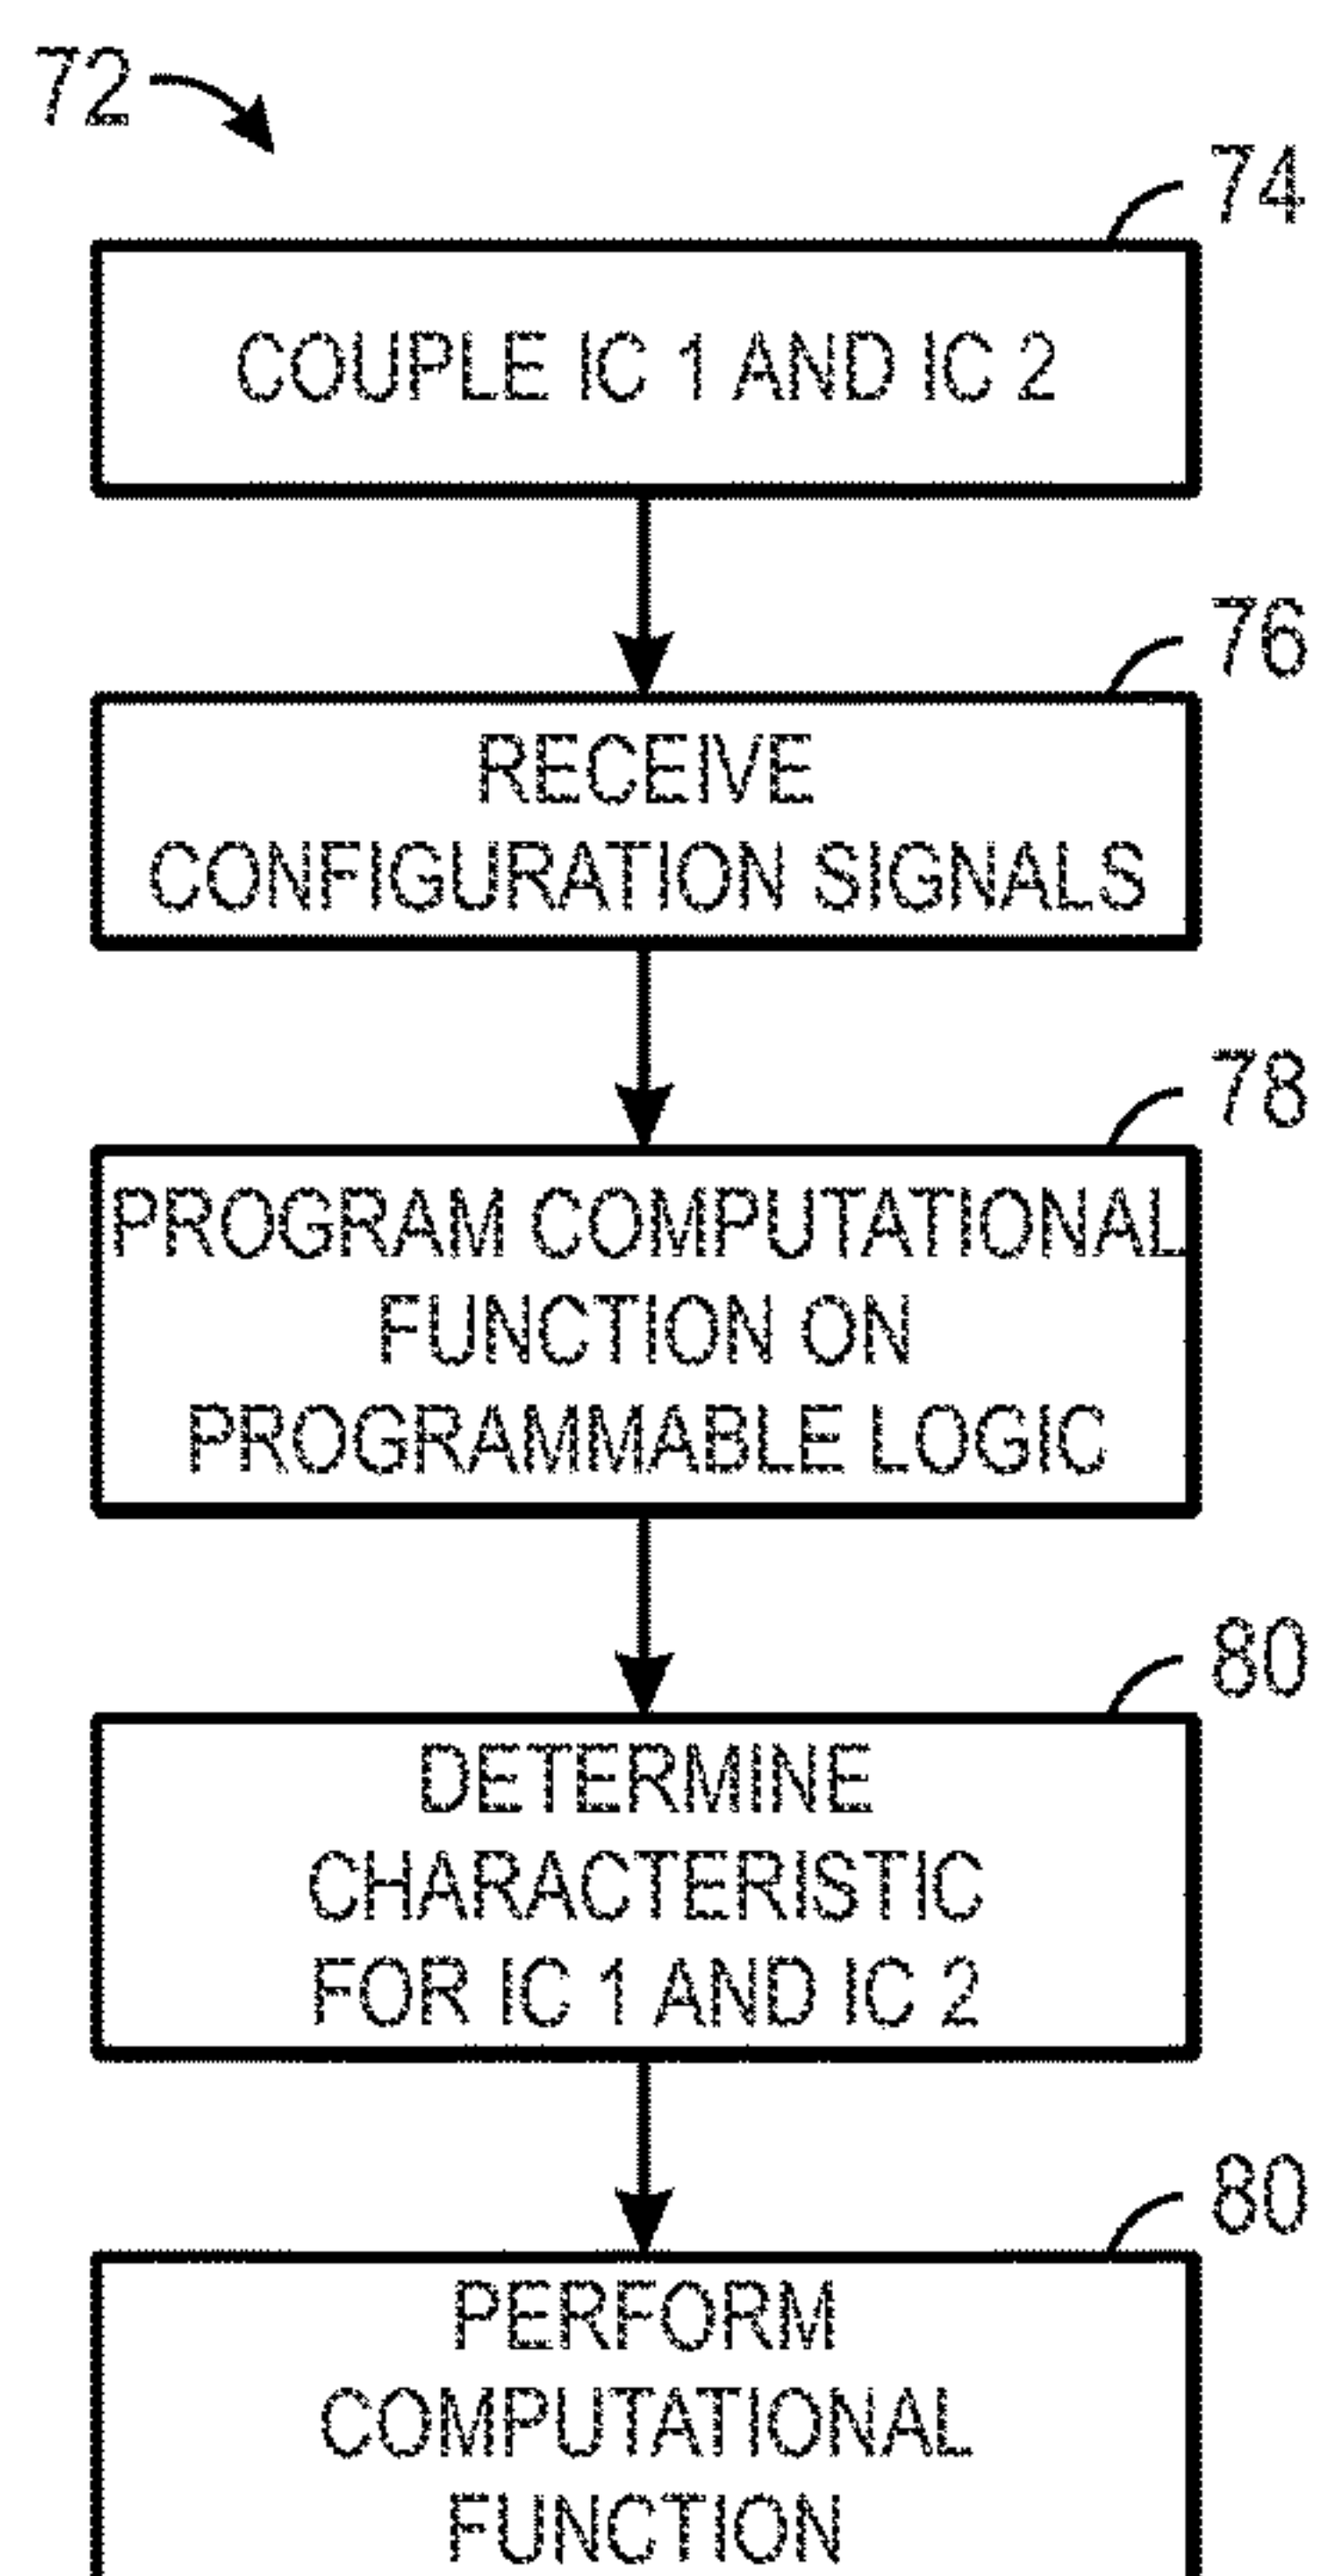 72
74
COUPLE IC 1 AND IC 2
76
RECEIVE
CONFIGURATION SIGNALS
78
PROGRAM COMPUTATIONAL
FUNCTION ON
PROGRAMMABLE LOGIC
80
DETERMINE
CHARACTERISTIC
FOR IC 1 AND IC 2
80
PERFORM
COMPUTATIONAL
FUNCTION